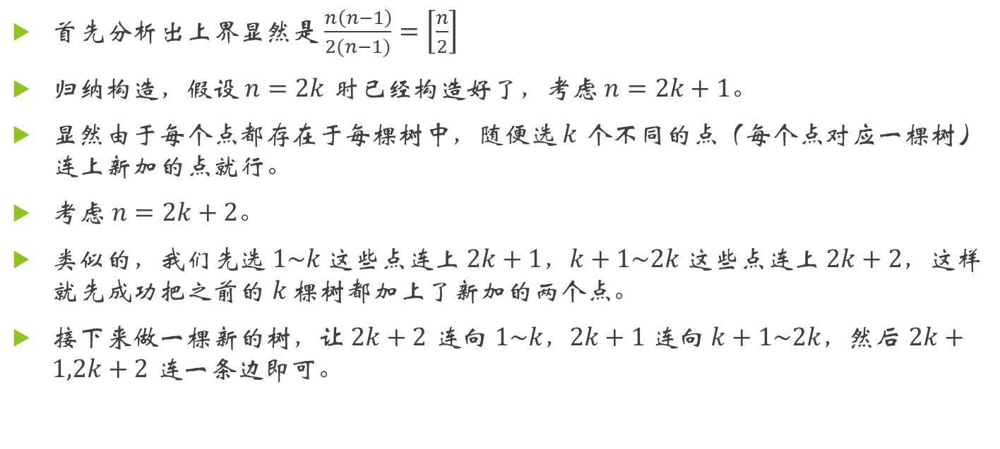 首先分析出上界显然是 n(n−1)/2(n−1) = [n/2]
归纳构造，假设 n = 2k 时已经构造好了，考虑 n = 2k + 1。
显然由于每个点都存在于每棵树中，随便选 k 个不同的点（每个点对应一棵树）
连上新加的点就行。
考虑 n = 2k + 2。
类似的，我们先选 1~k 这些点连上 2k + 1，k + 1~2k 这些点连上 2k + 2，这样
就先成功把之前的 k 棵树都加上了新加的两个点。
接下来做一棵新的树，让 2k + 2 连向 1~k，2k + 1 连向 k + 1~2k，然后 2k +
1,2k + 2 连一条边即可。